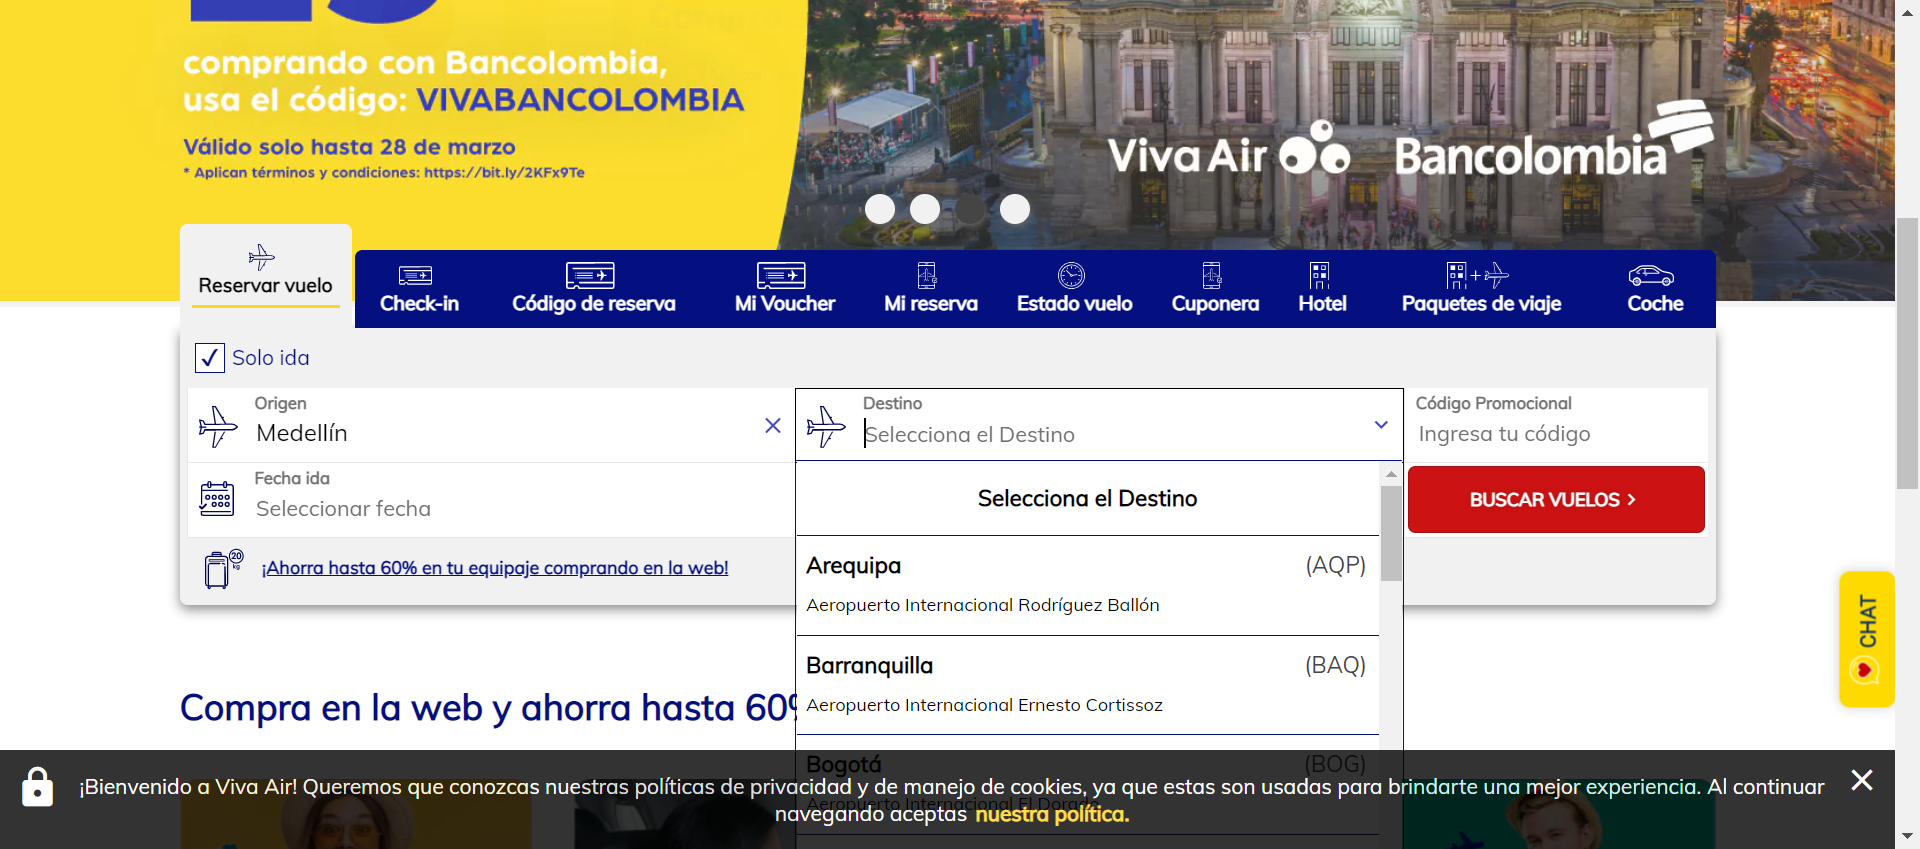 comprando con Bancolombia,
usa el código: VIVABANCOLOMBIA
Válido solo hasta 28 de marzo
* Aplican términos y condiciones: https://bit.ly/2KFx9Te
Viva Air
Bancolombia
Reservar vuelo
Check-in
Código de reserva
Mi Voucher
Mi reserva
Estado vuelo
Cuponera
Hotel
Paquetes de viaje
Coche
Solo ida
Origen
Medellín
Destino
Selecciona el Destino
Código Promocional
Ingresa tu código
Fecha ida
Seleccionar fecha
BUSCAR VUELOS >
20 kg
¡Ahorra hasta 60% en tu equipaje comprando en la web!
Selecciona el Destino
Arequipa (AQP)
Aeropuerto Internacional Rodríguez Ballón
Barranquilla (BAQ)
Aeropuerto Internacional Ernesto Cortissoz
Bogotá (BOG)
Aeropuerto Internacional El Dorado
CHAT
Compra en la web y ahorra hasta 60%
¡Bienvenido a Viva Air! Queremos que conozcas nuestras políticas de privacidad y de manejo de cookies, ya que estas son usadas para brindarte una mejor experiencia. Al continuar
navegando aceptas nuestra política.